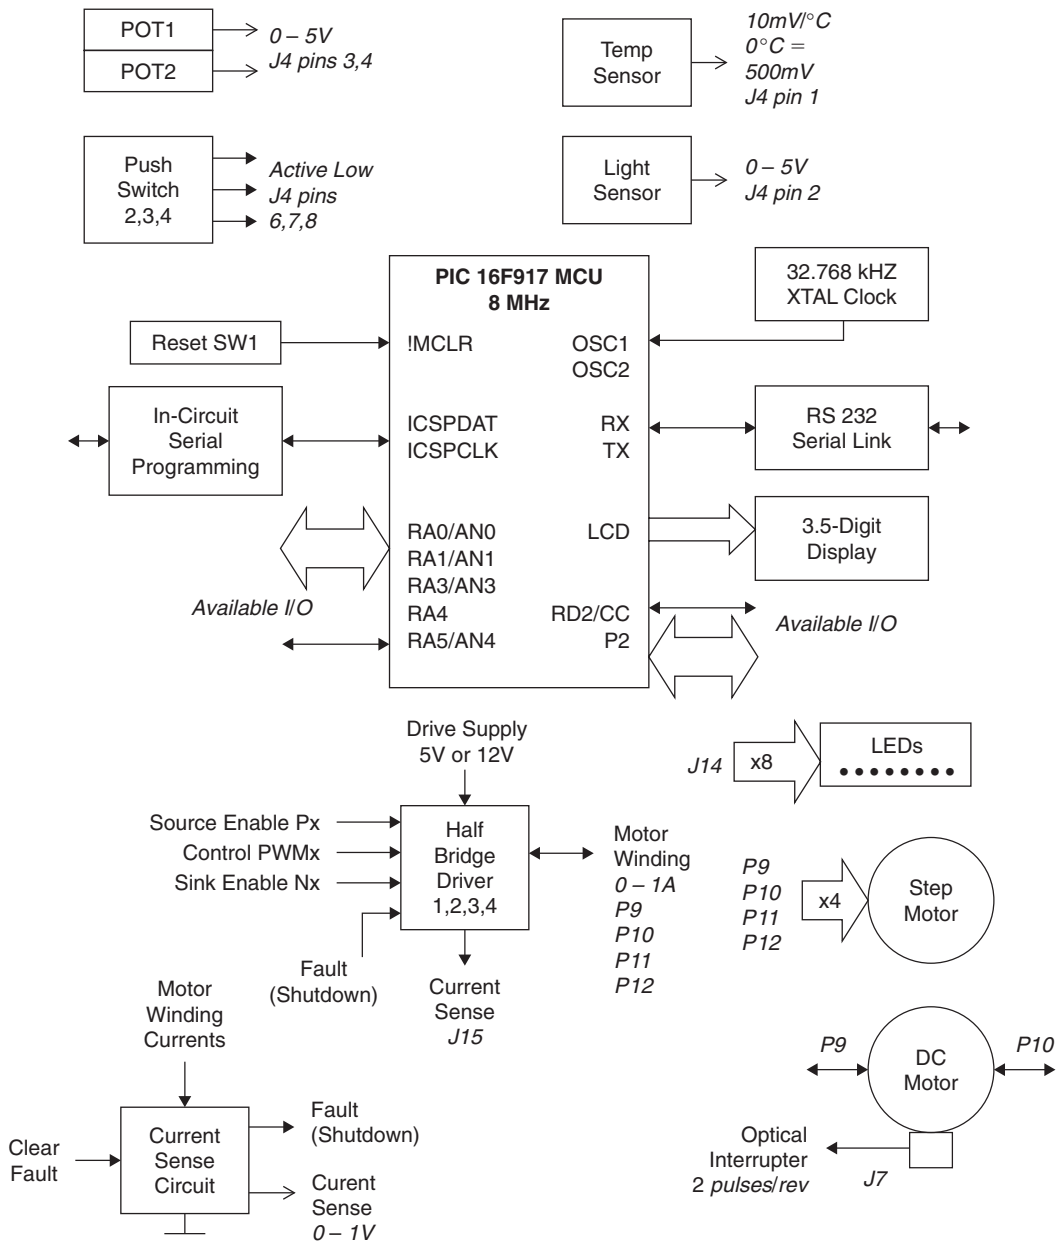 POT1
POT2
0 – 5V
J4 pins 3,4
Temp
Sensor
10mV/°C
0°C =
500mV
J4 pin 1
Push
Switch
2,3,4
Active Low
J4 pins
6,7,8
Light
Sensor
0 – 5V
J4 pin 2
PIC 16F917 MCU
8 MHz
32.768 kHZ
XTAL Clock
Reset SW1
!MCLR
OSC1
OSC2
In-Circuit
Serial
Programming
ICSPDAT
ICSPCLK
RX
TX
RS 232
Serial Link
RA0/AN0
RA1/AN1
RA3/AN3
RA4
RA5/AN4
LCD
3.5-Digit
Display
Available I/O
RD2/CC
P2
Available I/O
Drive Supply
5V or 12V
J14
x8
LEDs
Source Enable Px
Control PWMx
Sink Enable Nx
Half
Bridge
Driver
1,2,3,4
Motor
Winding
0 – 1A
P9
P10
P11
P12
P9
P10
P11
P12
x4
Step
Motor
Fault
(Shutdown)
Current
Sense
J15
Motor
Winding
Currents
P9
DC
Motor
P10
Clear
Fault
Current
Sense
Circuit
Fault
(Shutdown)
Curent
Sense
0 – 1V
Optical
Interrupter
2 pulses/rev
J7